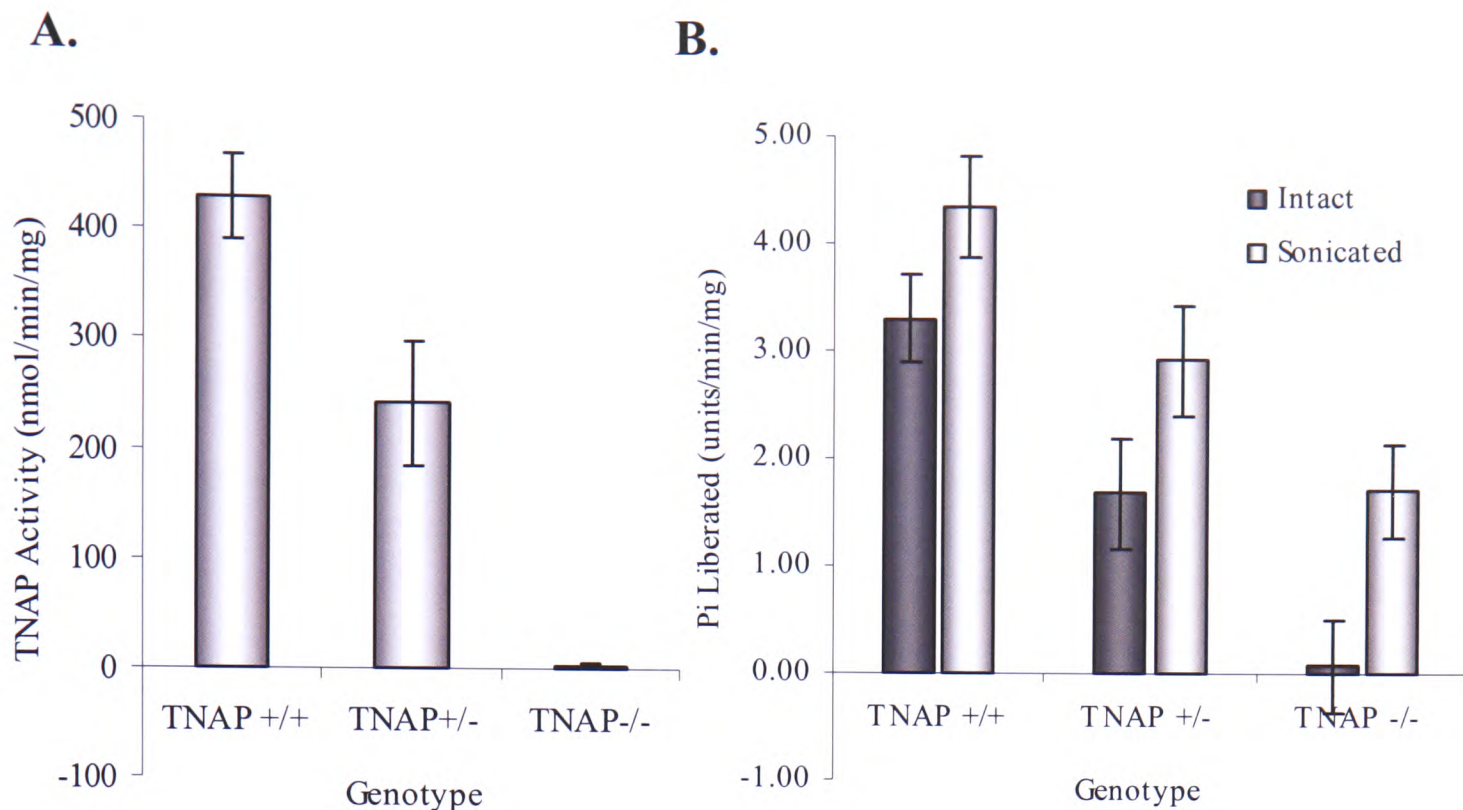 A.
TNAP Activity (nmol/min/mg)
500
400
300
200
100
0
-100
TNAP +/+
TNAP+/-
TNAP-/-
Genotype
B.
Pi Liberated (units/min/mg)
5.00
4.00
3.00
2.00
1.00
0.00
-1.00
Intact
Sonicated
TNAP +/+
TNAP +/-
TNAP -/-
Genotype